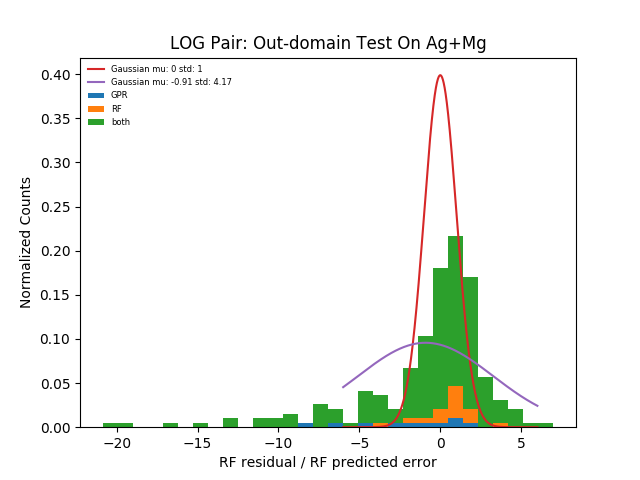 LOG Pair: Out-domain Test On Ag+Mg
Gaussian mu: 0 std: 1
Gaussian mu: -0.91 std: 4.17
GPR
RF
both
0.40
0.35
0.30
0.25
0.20
0.15
0.10
0.05
0.00
Normalized Counts
−20 −15 −10 −5 0 5
RF residual / RF predicted error